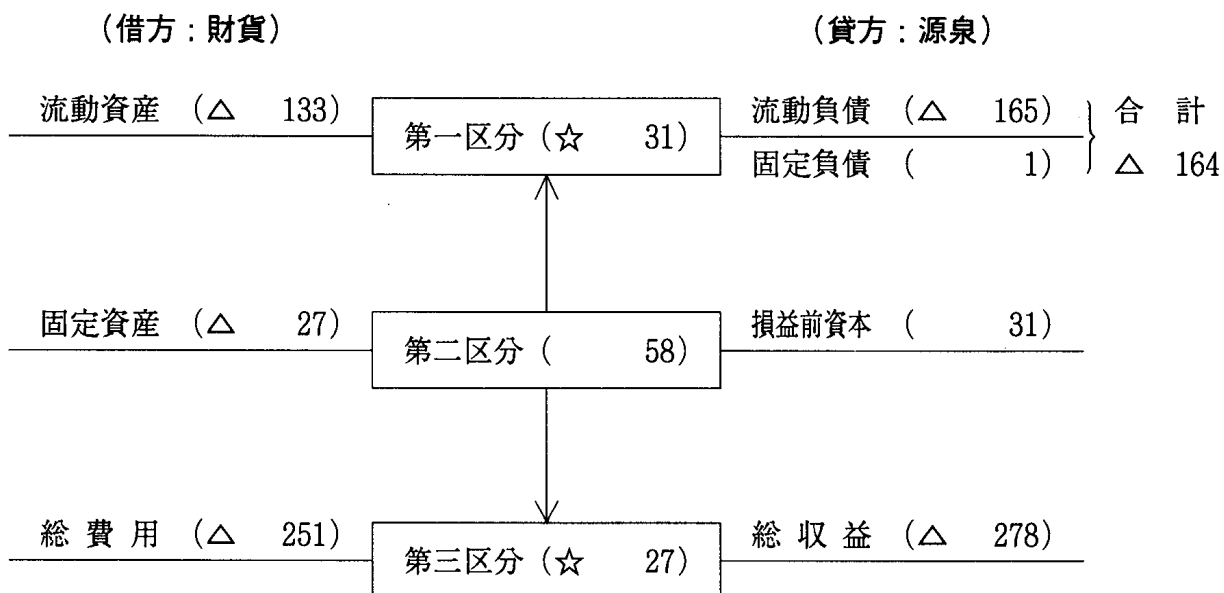 （借方：財貨） （貸方：源泉）
流動資産 （△ 133） 第一区分（☆ 31） 流動負債 （△ 165） 合 計
固定負債 （ 1） △ 164
固定資産 （△ 27） 第二区分（ 58） 損益前資本 （ 31）
総 費 用 （△ 251） 第三区分（☆ 27） 総 収 益 （△ 278）